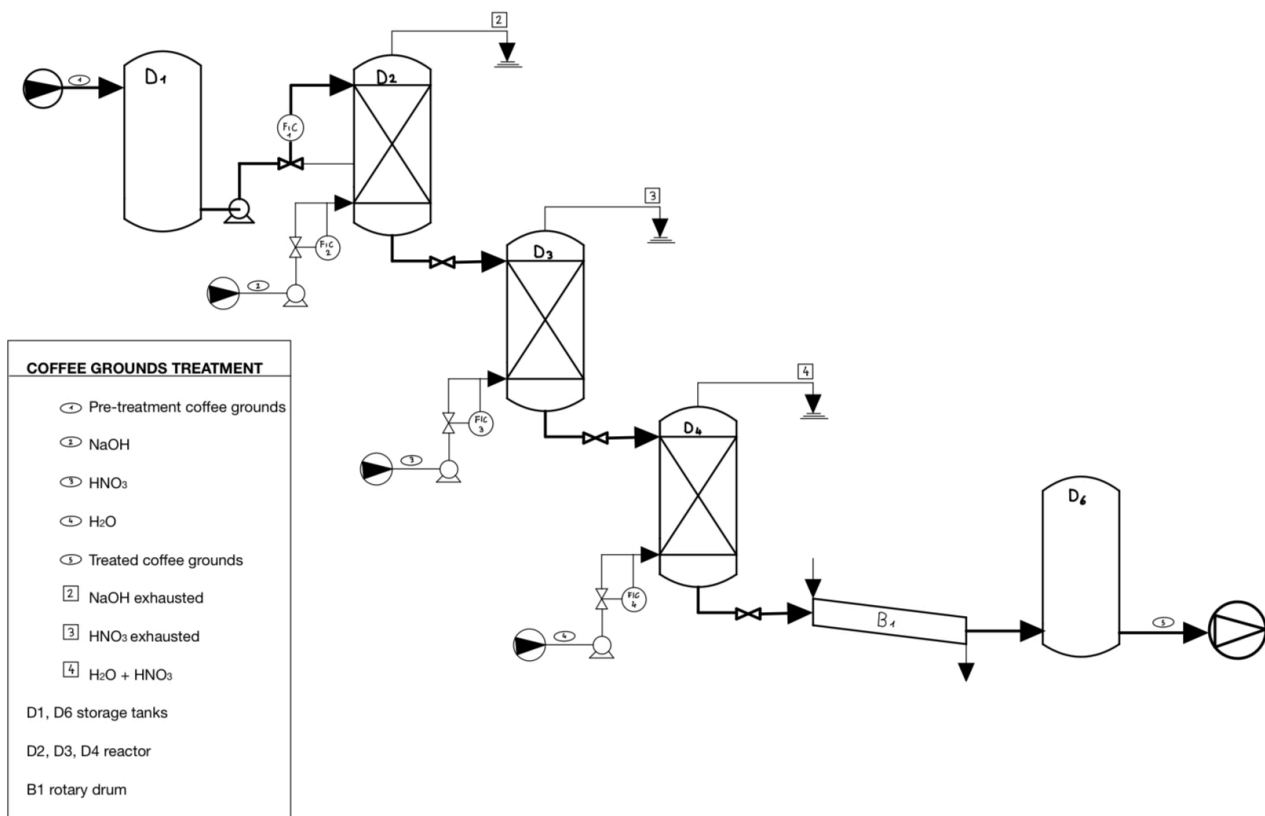 2
1
D1
D2
FIC
1
3
FIC
2
D3
2
COFFEE GROUNDS TREATMENT
1 Pre-treatment coffee grounds
2 NaOH
3 HNO3
4 H2O
5 Treated coffee grounds
2 NaOH exhausted
3 HNO3 exhausted
4 H2O + HNO3
D1, D6 storage tanks
D2, D3, D4 reactor
B1 rotary drum
4
FIC
3
D4
3
D6
FIC
4
B1
5
4